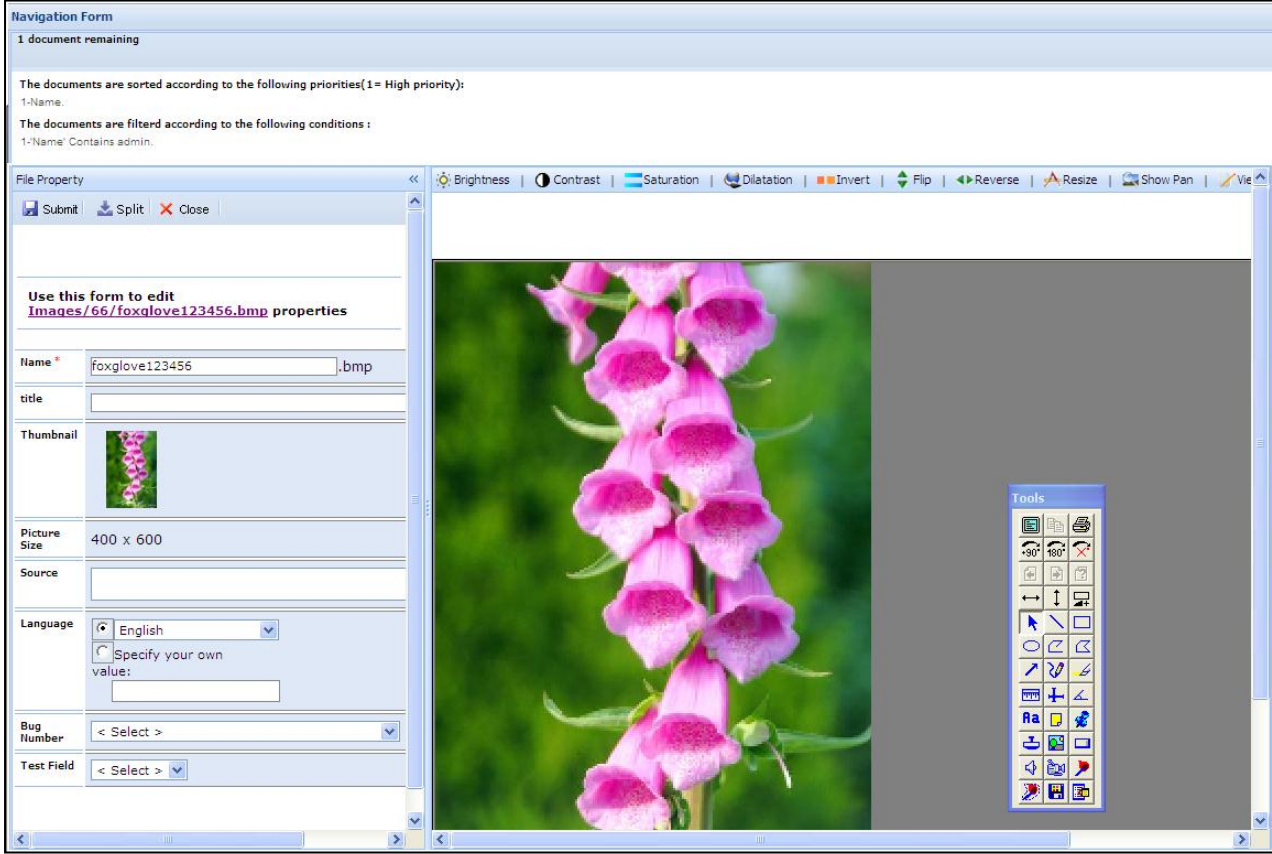 Navigation Form
1 document remaining
The documents are sorted according to the following priorities(1= High priority):
1-Name.
The documents are filterd according to the following conditions :
1-'Name' Contains admin.
File Property
Submit Split Close
Brightness | Contrast | Saturation | Dilatation | Invert | Flip | Reverse | Resize | Show Pan | Vie
Use this form to edit
Images/66/foxglove123456.bmp properties
Name * foxglove123456 .bmp
title
Thumbnail
Picture
Size
400 x 600
Source
Language
English
Specify your own
value:
Bug
Number
< Select >
Test Field
< Select >
Tools
+90° 180°
Aa